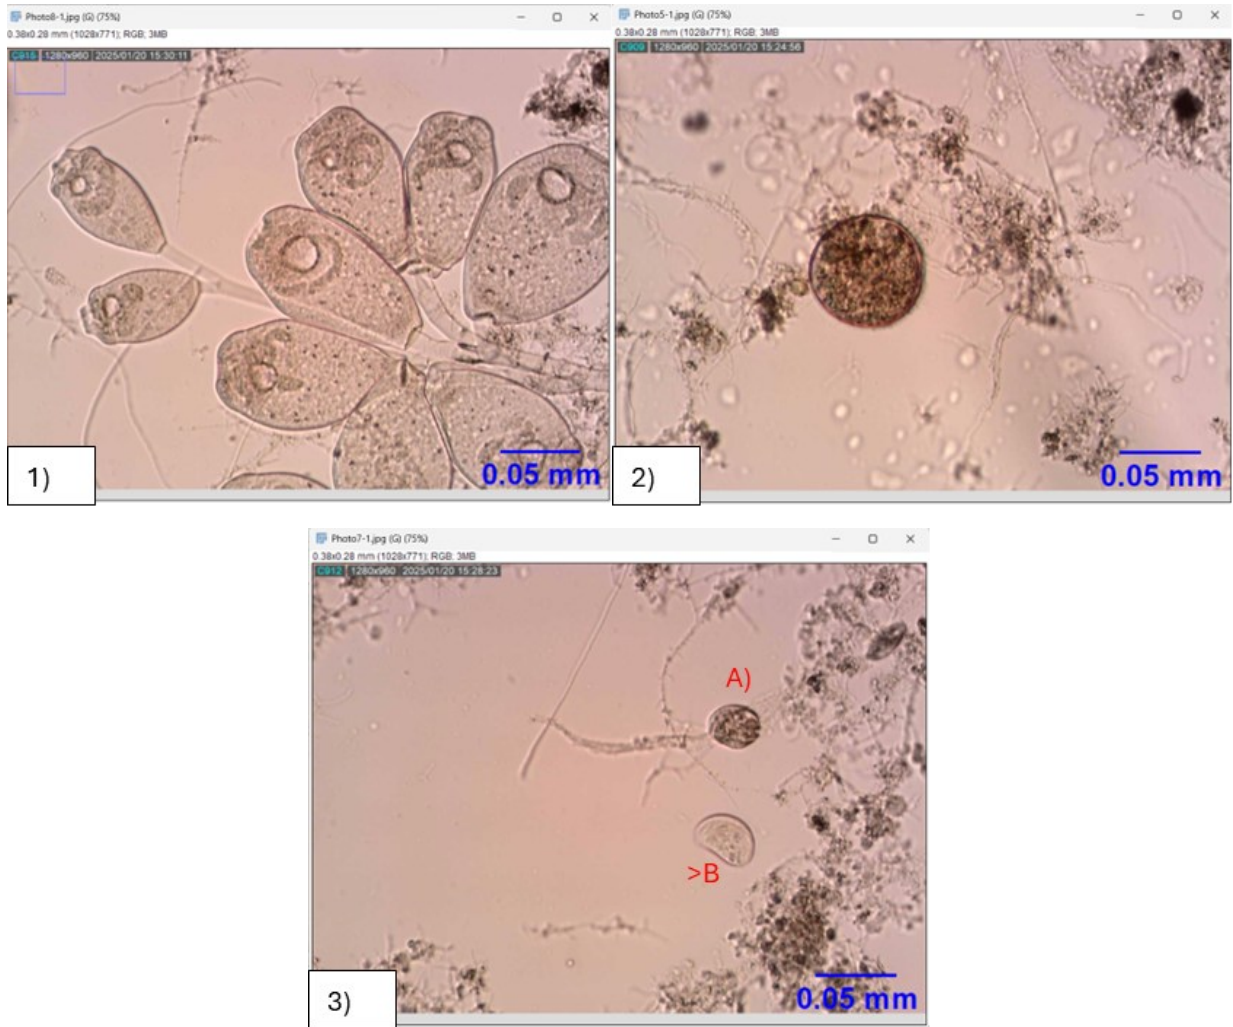 Photo8-1.jpg (G) (75%)
0.38x0.28 mm (1028x771); RGB; 3MB
C915 1280x960 2025/01/20 15:30:11
0.05 mm
1)
Photo5-1.jpg (G) (75%)
0.38x0.28 mm (1028x771); RGB; 3MB
C909 1280x960 2025/01/20 15:24:56
0.05 mm
2)
Photo7-1.jpg (G) (75%)
0.38x0.28 mm (1028x771); RGB; 3MB
C912 1280x960 2025/01/20 15:28:23
A)
>B
0.05 mm
3)